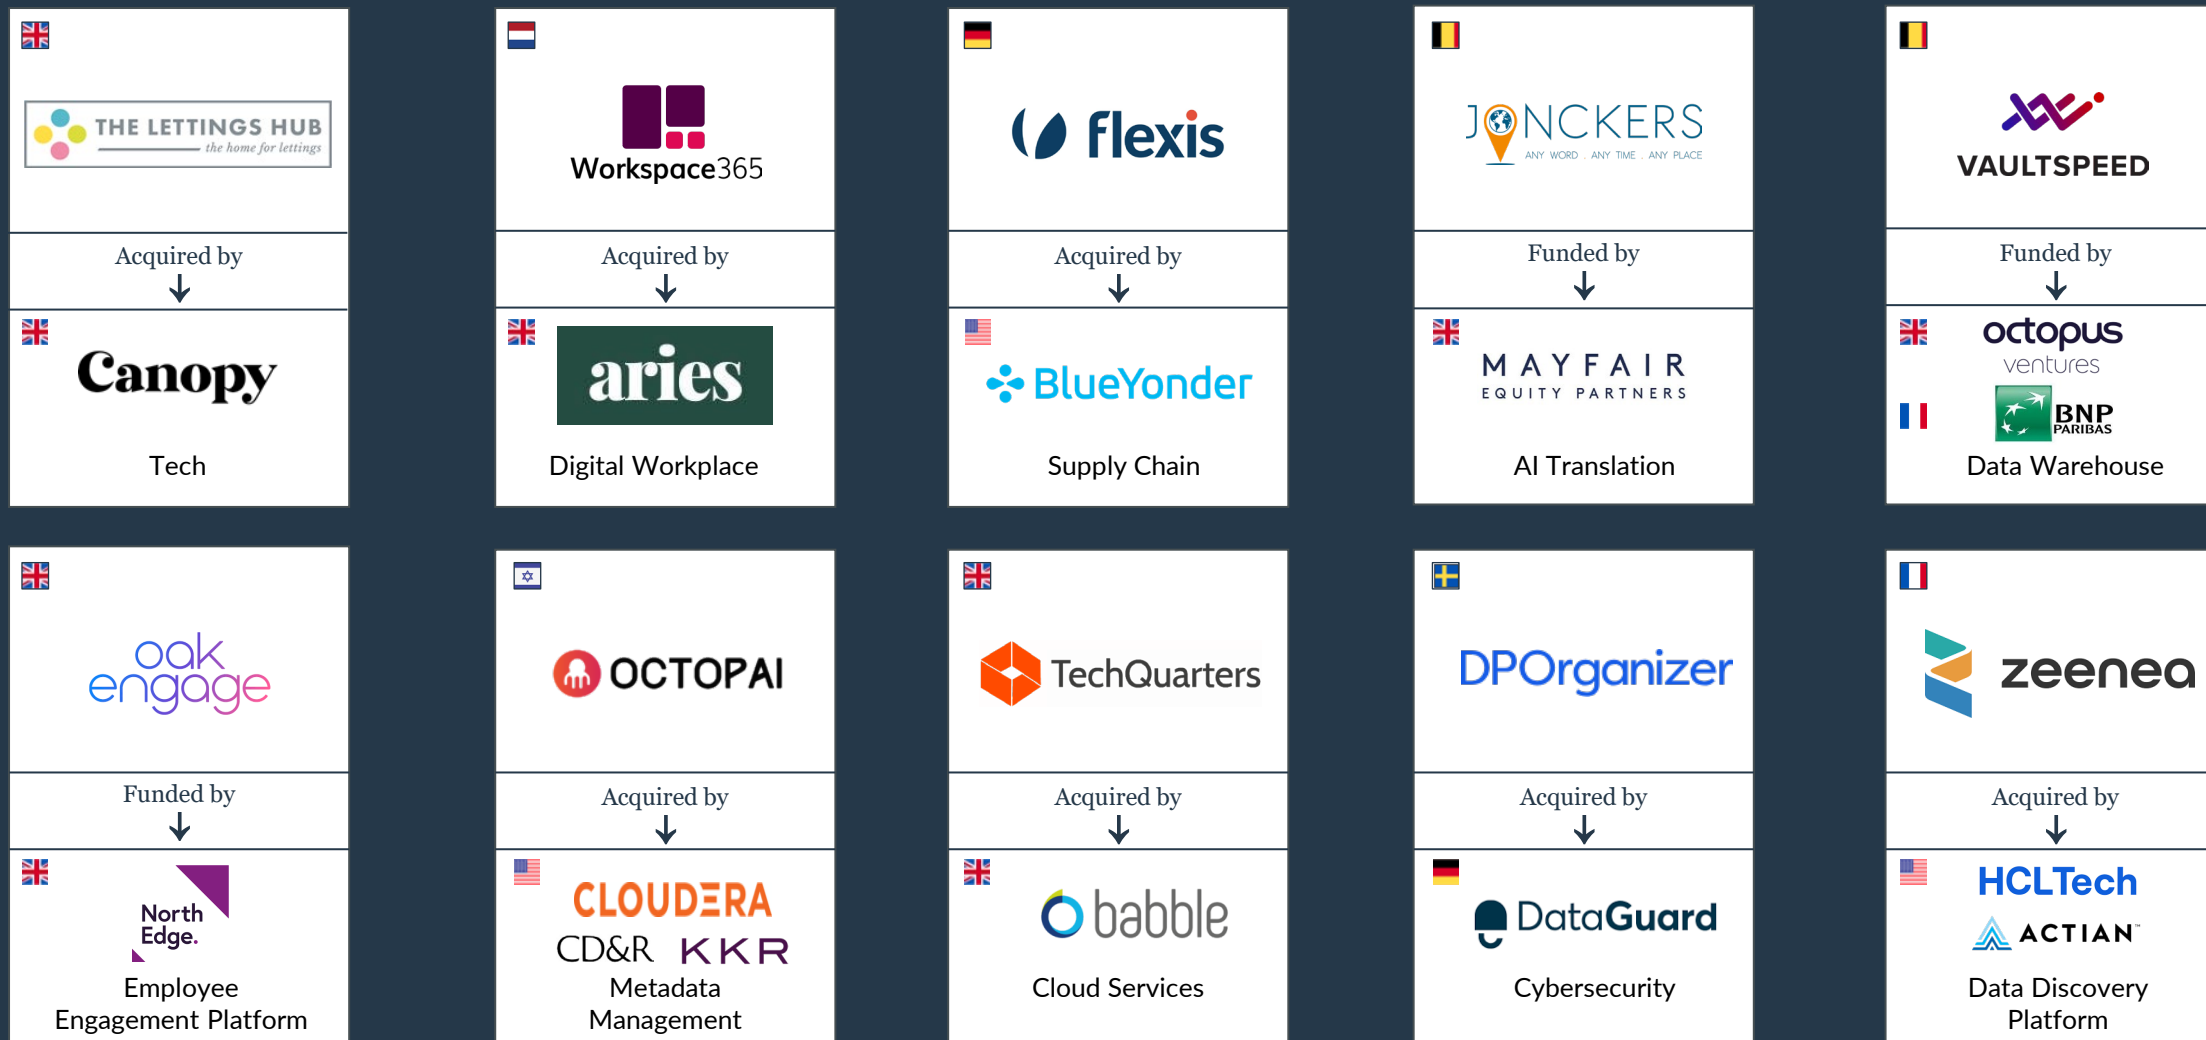 THE LETTINGS HUB
the home for lettings
Acquired by
Canopy
Tech
Workspace365
Acquired by
aries
Digital Workplace
flexis
Acquired by
BlueYonder
Supply Chain
JONCKERS
ANY WORD . ANY TIME . ANY PLACE
Funded by
MAYFAIR
EQUITY PARTNERS
AI Translation
VAULTSPEED
Funded by
octopus
ventures
BNP
PARIBAS
Data Warehouse
oak
engage
Funded by
North
Edge.
Employee
Engagement Platform
OCTOPAI
Acquired by
CLOUDERA
CD&R KKR
Metadata
Management
TechQuarters
Acquired by
babble
Cloud Services
DPOrganizer
Acquired by
DataGuard
Cybersecurity
zeenea
Acquired by
HCLTech
ACTIAN™
Data Discovery
Platform